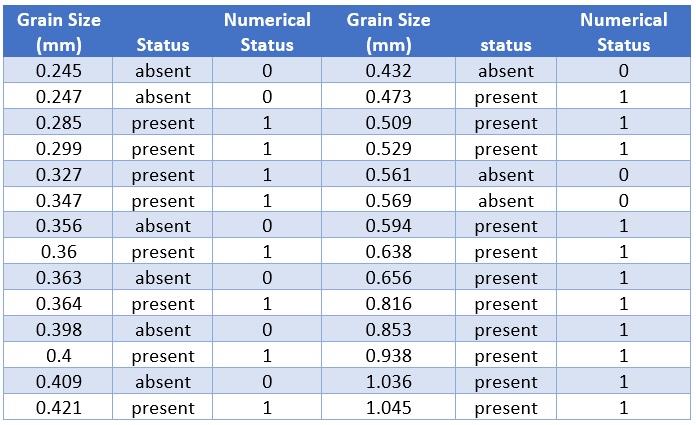 Grain Size (mm) Status Numerical Status Grain Size (mm) status Numerical Status
0.245 absent 0 0.432 absent 0
0.247 absent 0 0.473 present 1
0.285 present 1 0.509 present 1
0.299 present 1 0.529 present 1
0.327 present 1 0.561 absent 0
0.347 present 1 0.569 absent 0
0.356 absent 0 0.594 present 1
0.36 present 1 0.638 present 1
0.363 absent 0 0.656 present 1
0.364 present 1 0.816 present 1
0.398 absent 0 0.853 present 1
0.4 present 1 0.938 present 1
0.409 absent 0 1.036 present 1
0.421 present 1 1.045 present 1